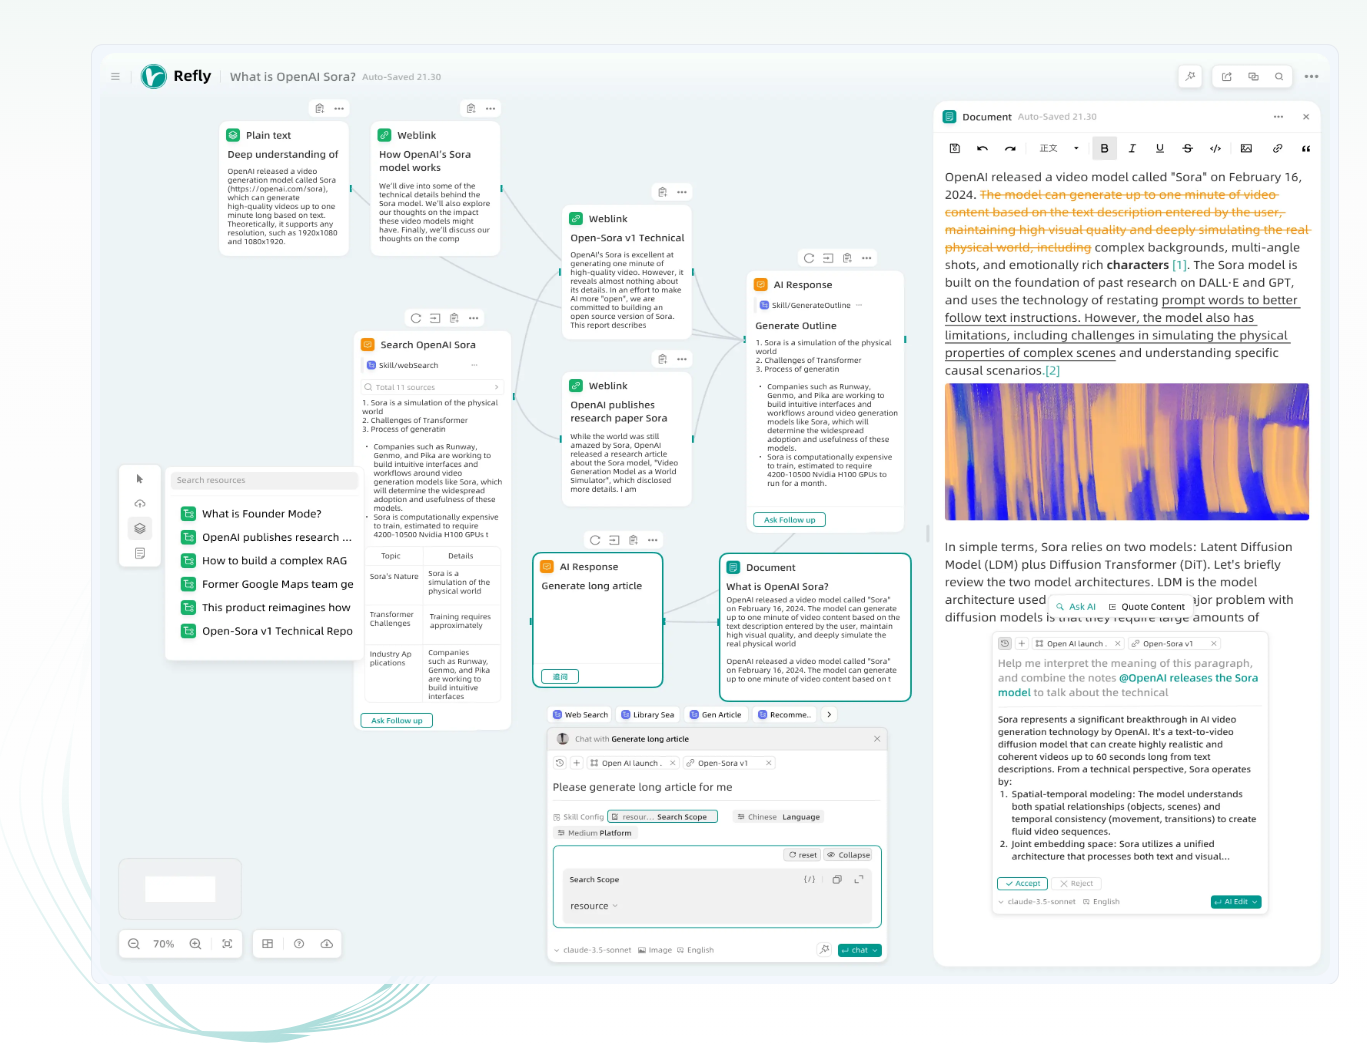 Refly
What is OpenAI Sora?
Auto-Saved 21.30
Plain text
Deep understanding of
OpenAI released a video
generation model called Sora
(https://openai.com/sora),
which can generate
high-quality videos up to one
minute long based on text.
Theoretically, it supports any
resolution, such as 1920x1080
and 1080x1920.
Weblink
How OpenAI's Sora
model works
We'll dive into some of the
technical details behind the
Sora model. We'll also explore
our thoughts on the impact
these video models might
have. Finally, we'll discuss our
thoughts on the comp
Weblink
Open-Sora v1 Technical
OpenAI's Sora is excellent at
generating one minute of
high-quality video. However, it
reveals almost nothing about
its details. In an effort to make
AI more "open", we are
committed to building an
open source version of Sora.
This report describes
Weblink
OpenAI publishes
research paper Sora
While the world was still
amazed by Sora, OpenAI
released a research article
about the Sora model, "Video
Generation Model as a World
Simulator", which disclosed
more details. I am
Search OpenAI Sora
Skill/webSearch
Total 11 sources
1. Sora is a simulation of the physical
world
2. Challenges of Transformer
3. Process of generatin
• Companies such as Runway,
Genmo, and Pika are working to
build intuitive interfaces and
workflows around video
generation models like Sora, which
will determine the widespread
adoption and usefulness of these
models.
• Sora is computationally expensive
to train, estimated to require
4200-10500 Nvidia H100 GPUs t
Topic Details
Sora's Nature
Sora is a
simulation of the
physical world
Transformer
Challenges
Training requires
approximately
Industry Ap
plications
Companies
such as Runway,
Genmo, and Pika
are working to
build intuitive
interfaces
Ask Follow up
Search resources
What is Founder Mode?
OpenAI publishes research ...
How to build a complex RAG
Former Google Maps team ge
This product reimagines how
Open-Sora v1 Technical Repo
AI Response
Skill/GenerateOutline
Generate Outline
1. Sora is a simulation of the physical
world
2. Challenges of Transformer
3. Process of generatin
• Companies such as Runway,
Genmo, and Pika are working to
build intuitive interfaces and
workflows around video generation
models like Sora, which will
determine the widespread
adoption and usefulness of these
models.
• Sora is computationally expensive
to train, estimated to require
4200-10500 Nvidia H100 GPUs to
run for a month.
Ask Follow up
AI Response
Generate long article
追问
Document
What is OpenAI Sora?
OpenAI released a video model called "Sora"
on February 16, 2024. The model can generate
up to one minute of video content based on the
text description entered by the user, maintain
high visual quality, and deeply simulate the
real physical world
OpenAI released a video model called "Sora"
on February 16, 2024. The model can generate
up to one minute of video content based on t
Web Search
Library Sea
Gen Article
Recomme..
Chat with Generate long article
Open AI launch .
Open-Sora v1
Please generate long article for me
Skill Config
resour... Search Scope
Chinese Language
Medium Platform
reset
Collapse
Search Scope
{/}
resource
claude-3.5-sonnet
Image
English
chat
70%
Document
Auto-Saved 21.30
正文
B
I
U
S
</>
OpenAI released a video model called "Sora" on February 16,
2024. The model can generate up to one minute of video
content based on the text description entered by the user,
maintaining high visual quality and deeply simulating the real
physical world, including complex backgrounds, multi-angle
shots, and emotionally rich characters [1]. The Sora model is
built on the foundation of past research on DALL·E and GPT,
and uses the technology of restating prompt words to better
follow text instructions. However, the model also has
limitations, including challenges in simulating the physical
properties of complex scenes and understanding specific
causal scenarios.[2]
In simple terms, Sora relies on two models: Latent Diffusion
Model (LDM) plus Diffusion Transformer (DiT). Let's briefly
review the two model architectures. LDM is the model
architecture used ajor problem with
Ask AI
Quote Content
diffusion models is that they require large amounts of
Open AI launch .
Open-Sora v1
Help me interpret the meaning of this paragraph,
and combine the notes @OpenAI releases the Sora
model to talk about the technical
Sora represents a significant breakthrough in AI video
generation technology by OpenAI. It's a text-to-video
diffusion model that can create highly realistic and
coherent videos up to 60 seconds long from text
descriptions. From a technical perspective, Sora operates
by:
1. Spatial-temporal modeling: The model understands
both spatial relationships (objects, scenes) and
temporal consistency (movement, transitions) to create
fluid video sequences.
2. Joint embedding space: Sora utilizes a unified
architecture that processes both text and visual...
Accept
Reject
claude-3.5-sonnet
English
AI Edit